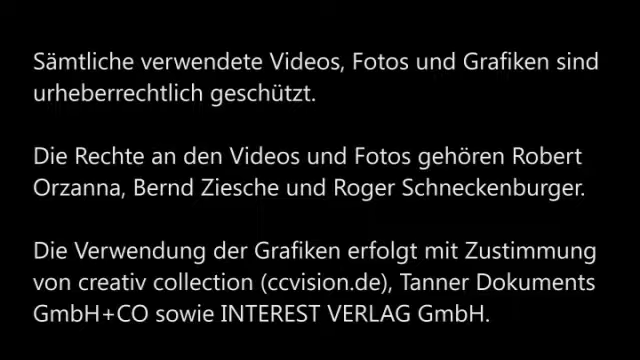 Sämtliche verwendete Videos, Fotos und Grafiken sind
urheberrechtlich geschützt.
Die Rechte an den Videos und Fotos gehören Robert
Orzanna, Bernd Ziesche und Roger Schneckenburger.
Die Verwendung der Grafiken erfolgt mit Zustimmung
von creativ collection (ccvision.de), Tanner Dokuments
GmbH+CO sowie INTEREST VERLAG GmbH.